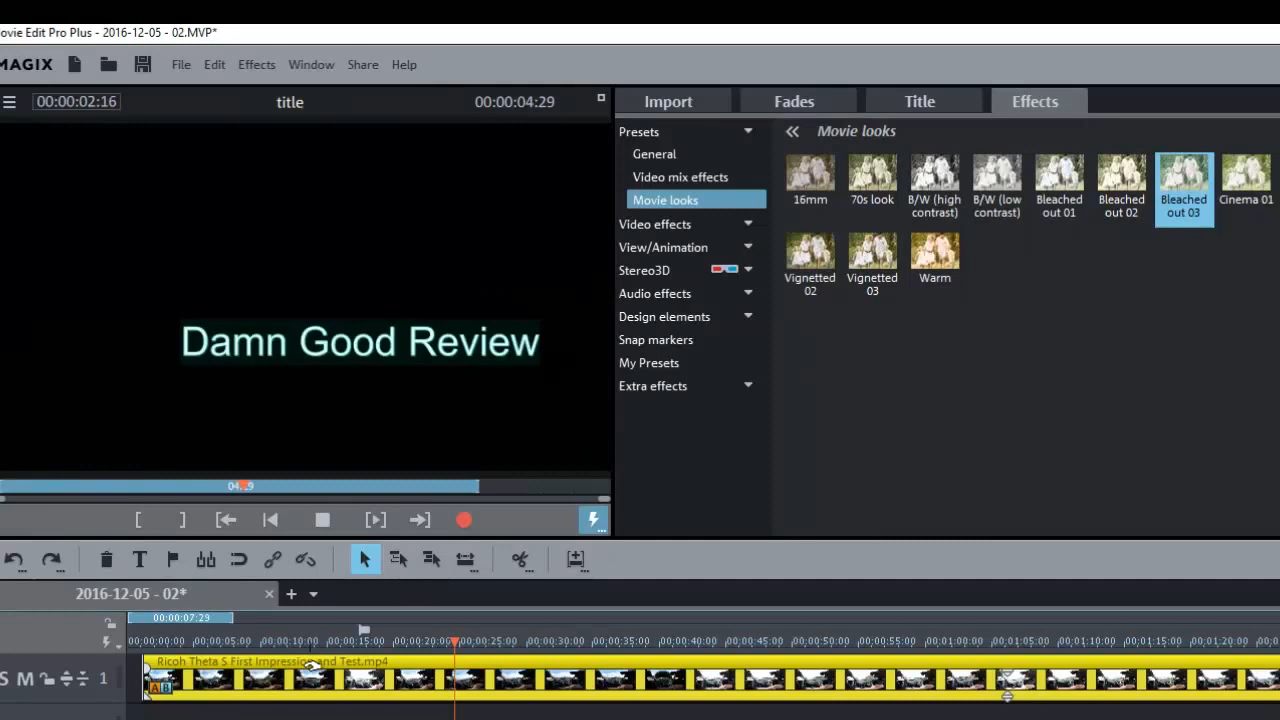 ovie Edit Pro Plus - 2016-12-05 - 02.MVP*
MAGIX File Edit Effects Window Share Help
00:00:02:16 title 00:00:04:29
Import Fades Title Effects
Presets
General
Video mix effects
Movie looks
Video effects
View/Animation
Stereo3D
Audio effects
Design elements
Snap markers
My Presets
Extra effects
Movie looks
16mm 70s look B/W (high contrast) B/W (low contrast) Bleached out 01 Bleached out 02 Bleached out 03 Cinema 01
Vignetted 02 Vignetted 03 Warm
Damn Good Review
2016-12-05 - 02*
00:00:07:29
00:00:00:00 00:00:05:00 00:00:10:00 00:00:15:00 00:00:20:00 00:00:25:00 00:00:30:00 00:00:35:00 00:00:40:00 00:00:45:00 00:00:50:00 00:00:55:00 00:01:00:00 00:01:05:00 00:01:10:00 00:01:15:00 00:01:20:00
Ricoh Theta S First Impression and Test.mp4
S M 1
A B